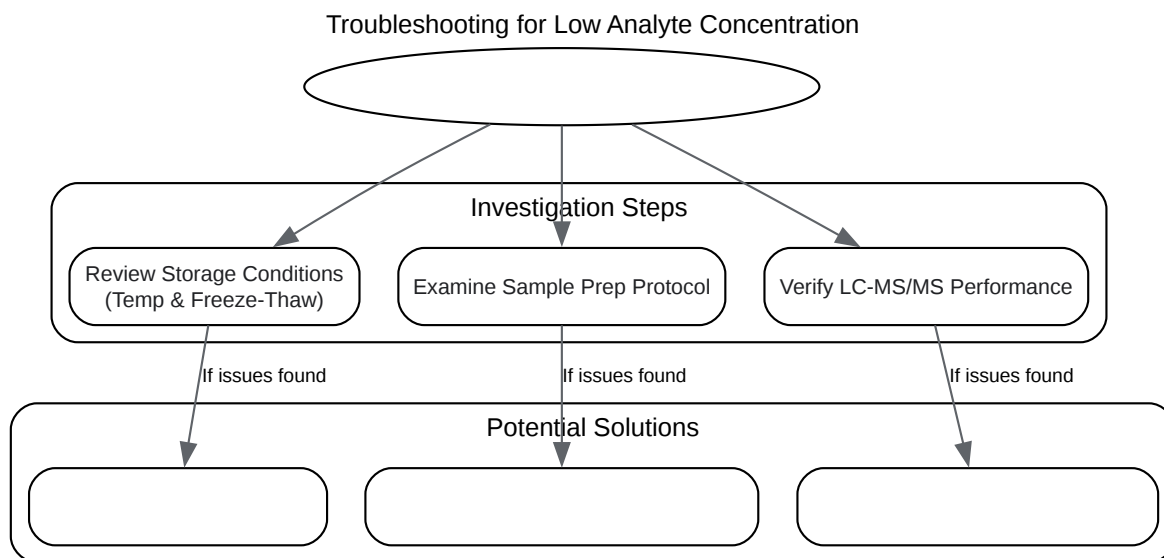 Troubleshooting for Low Analyte Concentration
Investigation Steps
Review Storage Conditions
(Temp & Freeze-Thaw)
Examine Sample Prep Protocol
Verify LC-MS/MS Performance
If issues found
If issues found
If issues found
Potential Solutions